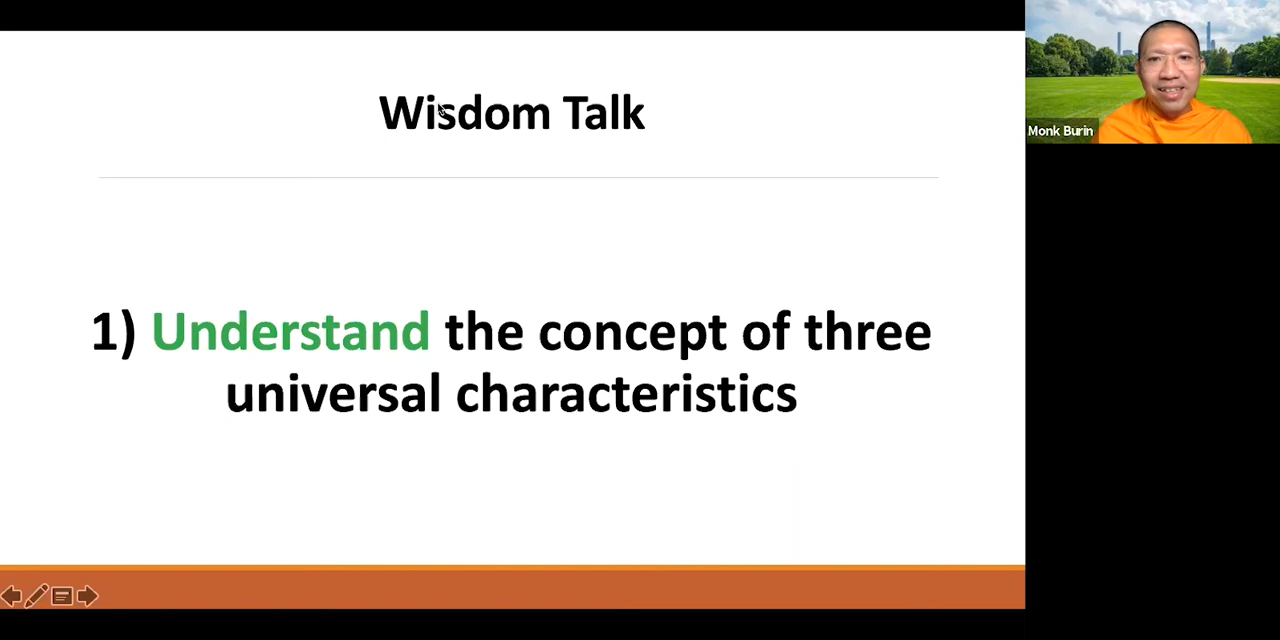 Wisdom Talk
Monk Burin
1) Understand the concept of three
universal characteristics